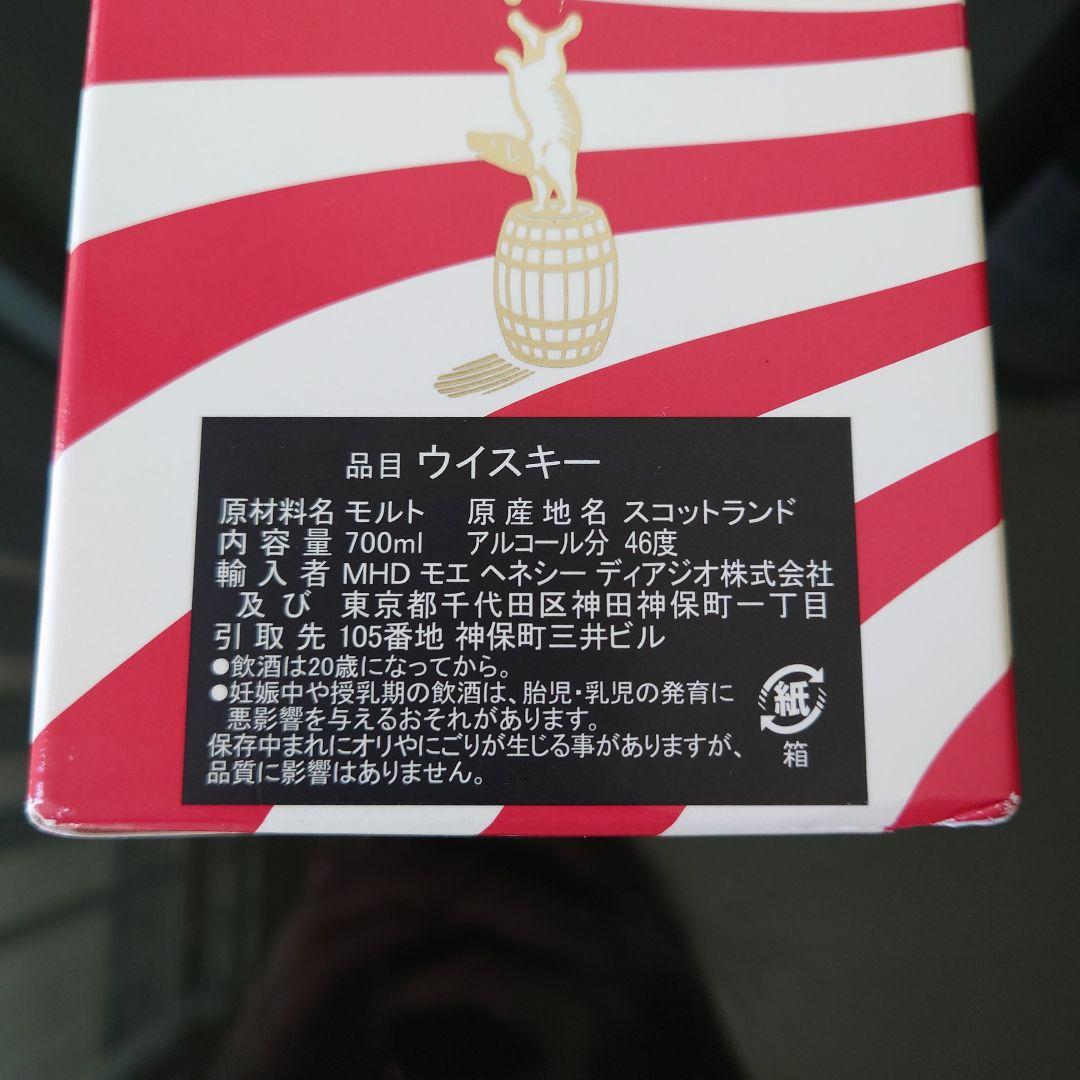 品目 ウイスキー
原材料名 モルト 原産地名 スコットランド
内容量 700ml アルコール分 46度
輸入者 MHD モエ ヘネシー ディアジオ株式会社
及び 東京都千代田区神田神保町一丁目
引取先 105番地 神保町三井ビル
●飲酒は20歳になってから。
●妊娠中や授乳期の飲酒は、胎児・乳児の発育に
悪影響を与えるおそれがあります。
保存中まれにオリやにごりが生じる事がありますが、
品質に影響はありません。
紙
箱